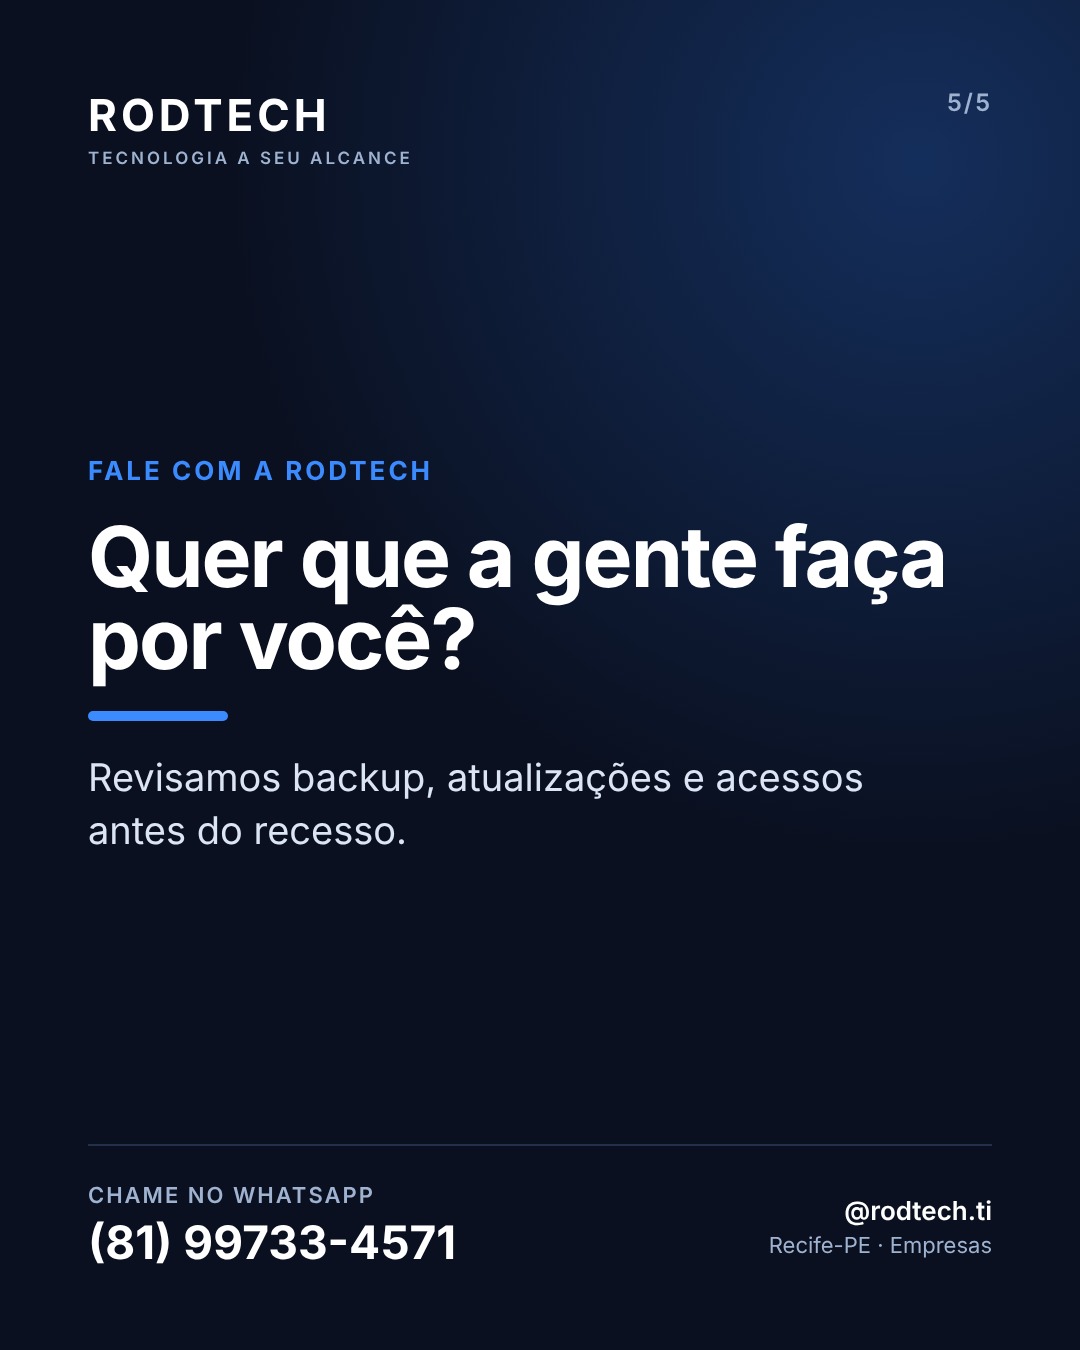 RODTECH
TECNOLOGIA A SEU ALCANCE
5/5
FALE COM A RODTECH
Quer que a gente faça
por você?
Revisamos backup, atualizações e acessos
antes do recesso.
CHAME NO WHATSAPP
(81) 99733-4571
@rodtech.ti
Recife-PE · Empresas